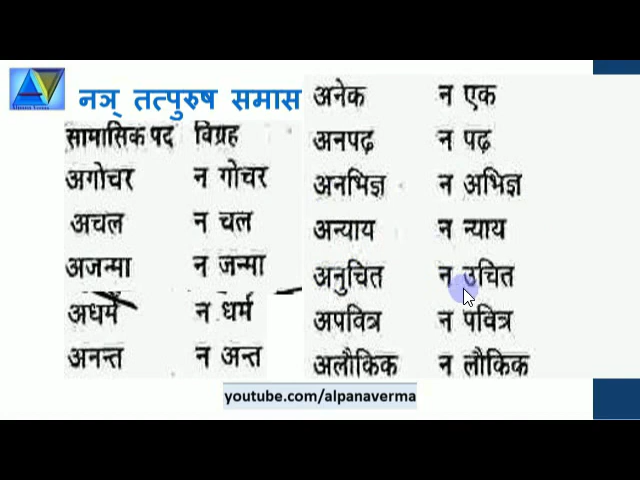 नञ् तत्पुरुष समास
सामासिक पद विग्रह
अगोचर न गोचर
अचल न चल
अजन्मा न जन्मा
अधर्म न धर्म
अनन्त न अन्त
अनेक न एक
अनपढ़ न पढ़
अनभिज्ञ न अभिज्ञ
अन्याय न न्याय
अनुचित न उचित
अपवित्र न पवित्र
अलौकिक न लौकिक
youtube.com/alpanaverma